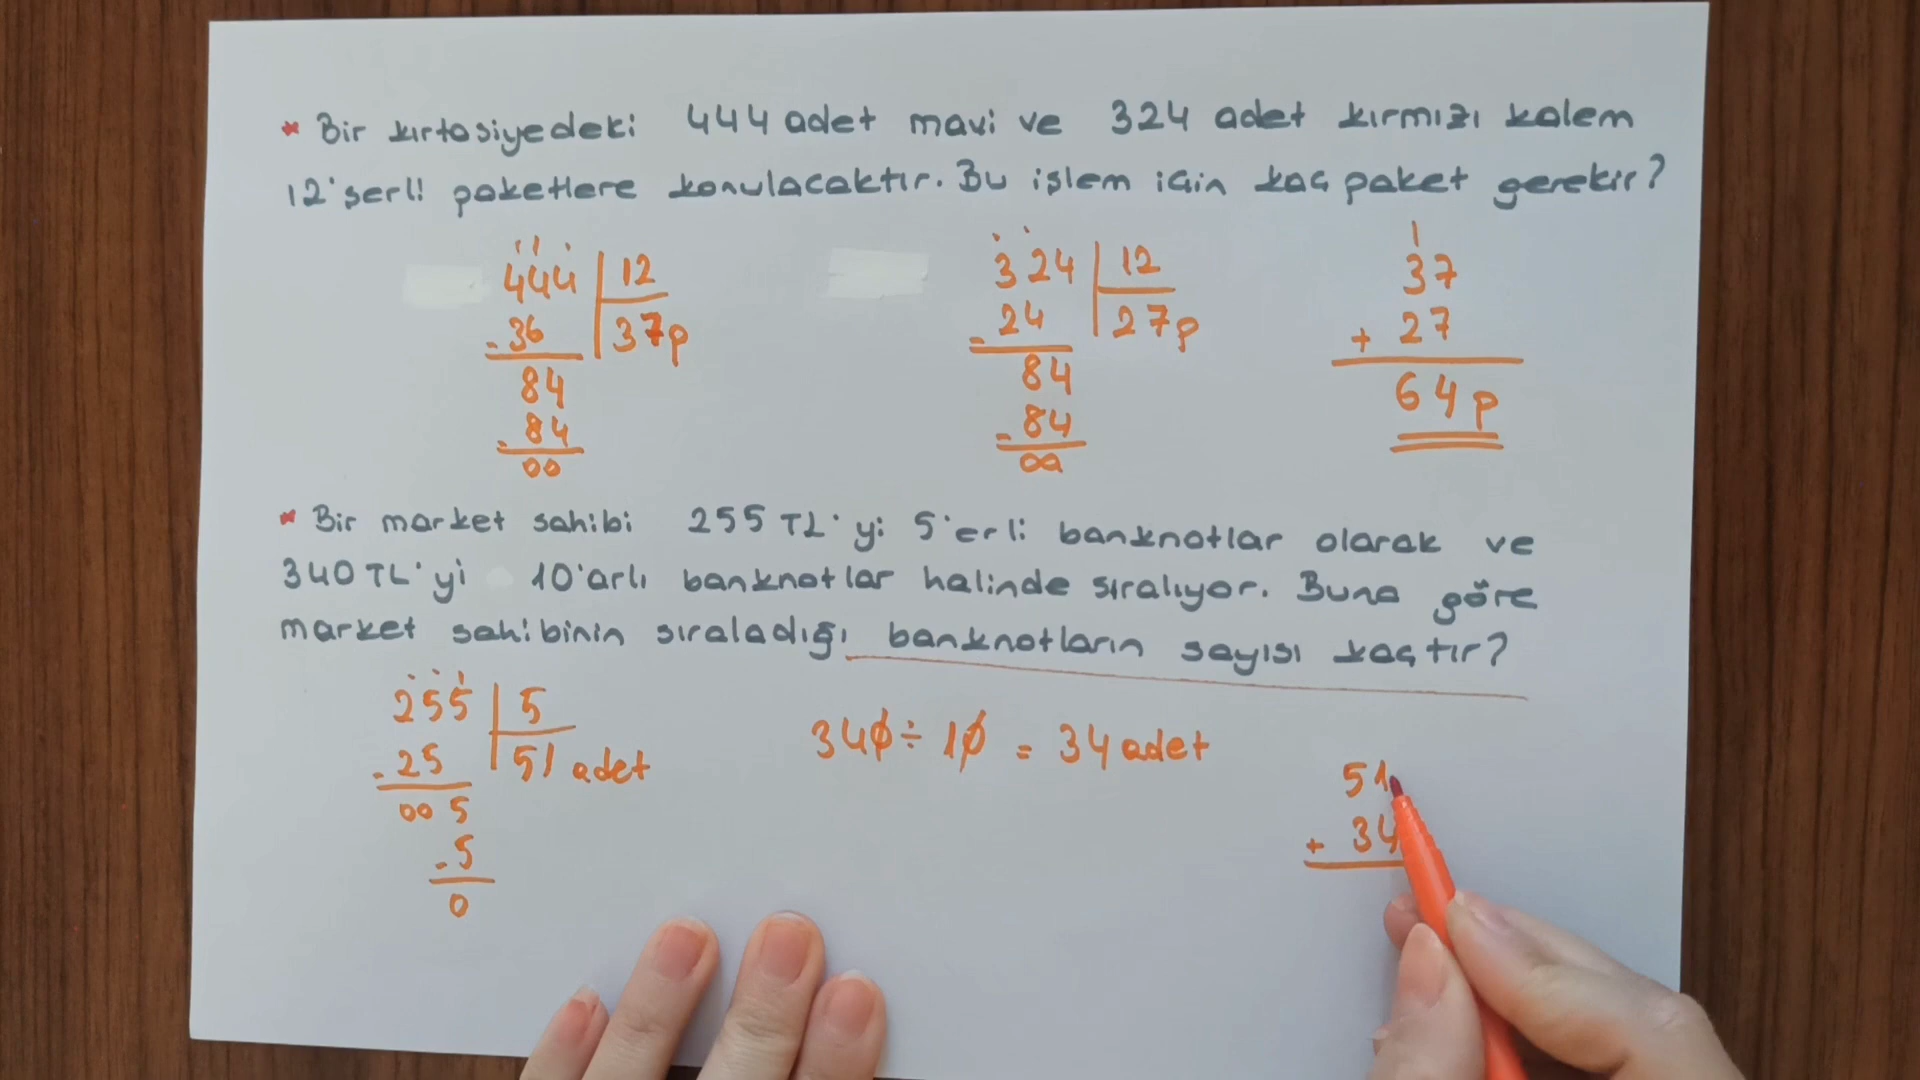 * Bir kırtasiyedeki 444 adet mavi ve 324 adet kırmızı kalem
12'şerli paketlere konulacaktır. Bu işlem için kaç paket gerekir?
444 | 12
- 36 | 37p
84
- 84
00
324 | 12
- 24 | 27p
84
- 84
00
1
37
+ 27
64p
* Bir market sahibi 255 TL'yi 5'erli banknotlar olarak ve
340 TL'yi 10'arlı banknotlar halinde sıralıyor. Buna göre
market sahibinin sıraladığı banknotların sayısı kaçtır?
255 | 5
- 25 | 51 adet
00 5
- 5
0
340 ÷ 10 = 34 adet
51
+ 34